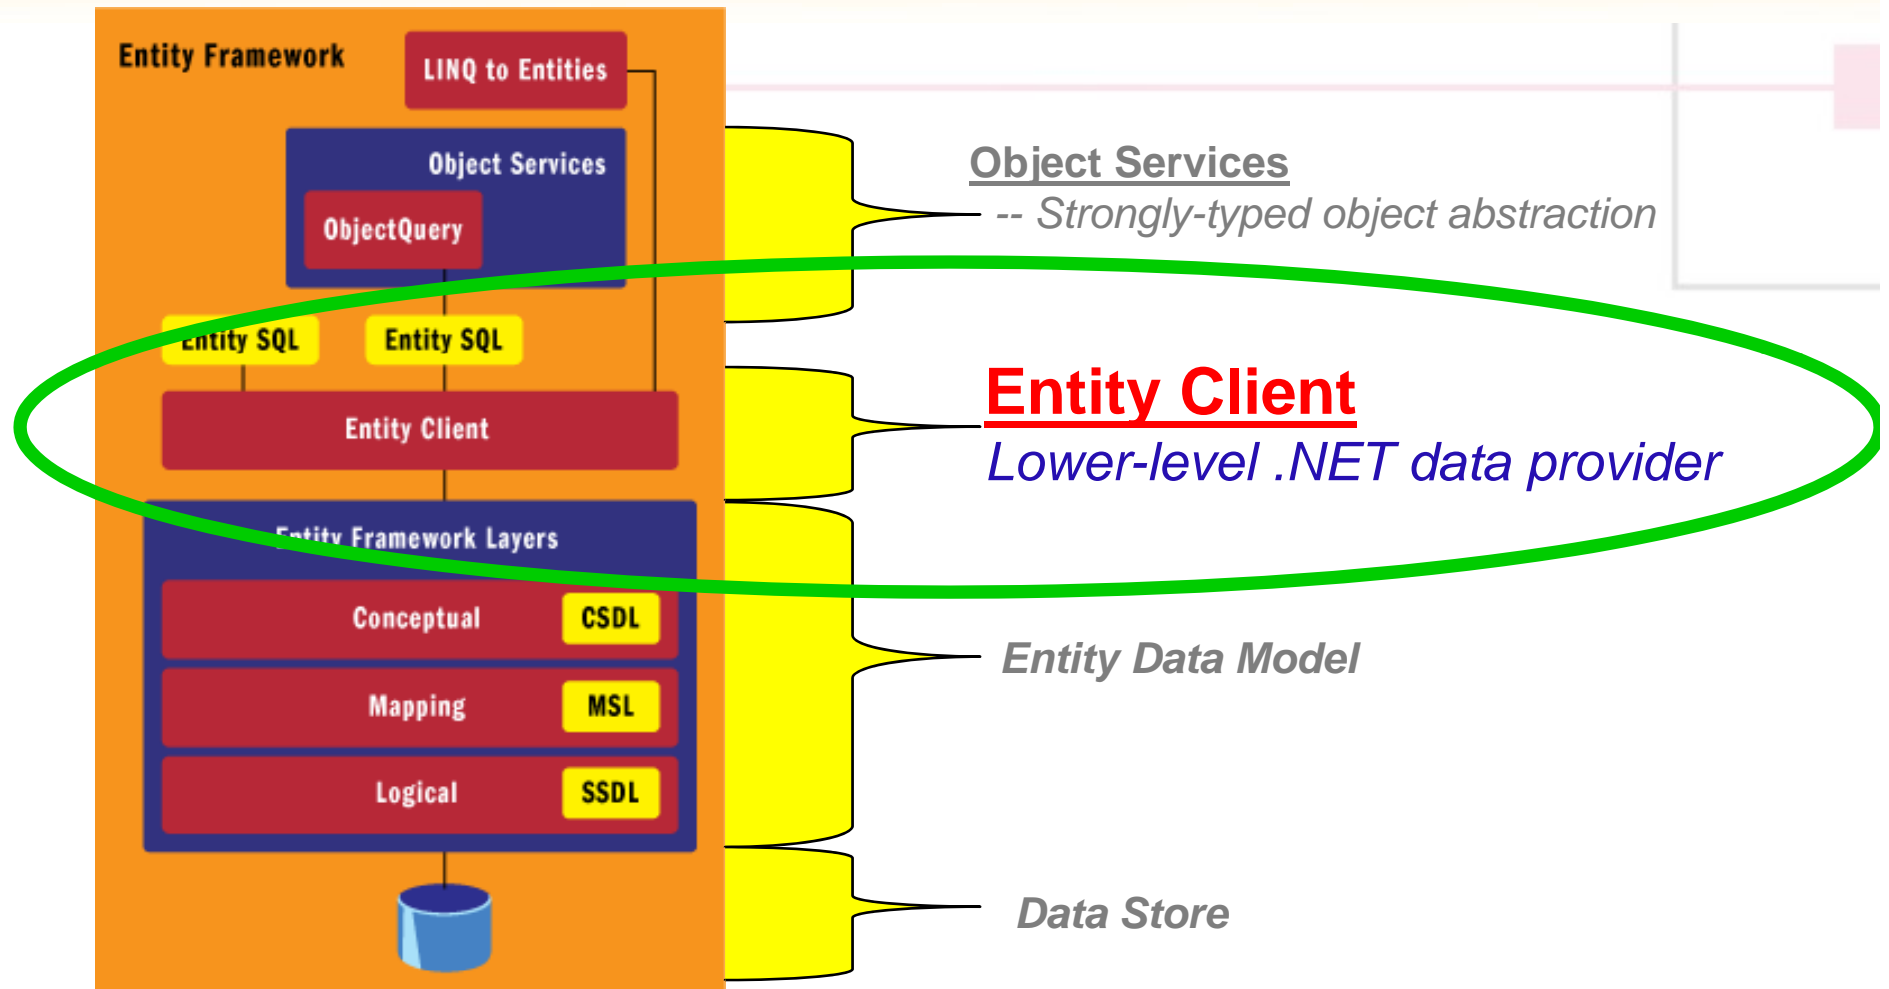 Entity Framework
LINQ to Entities
Object Services
ObjectQuery
Entity SQL
Entity SQL
Entity Client
Entity Framework Layers
Conceptual
CSDL
Mapping
MSL
Logical
SSDL
Object Services
-- Strongly-typed object abstraction
Entity Client
Lower-level .NET data provider
Entity Data Model
Data Store